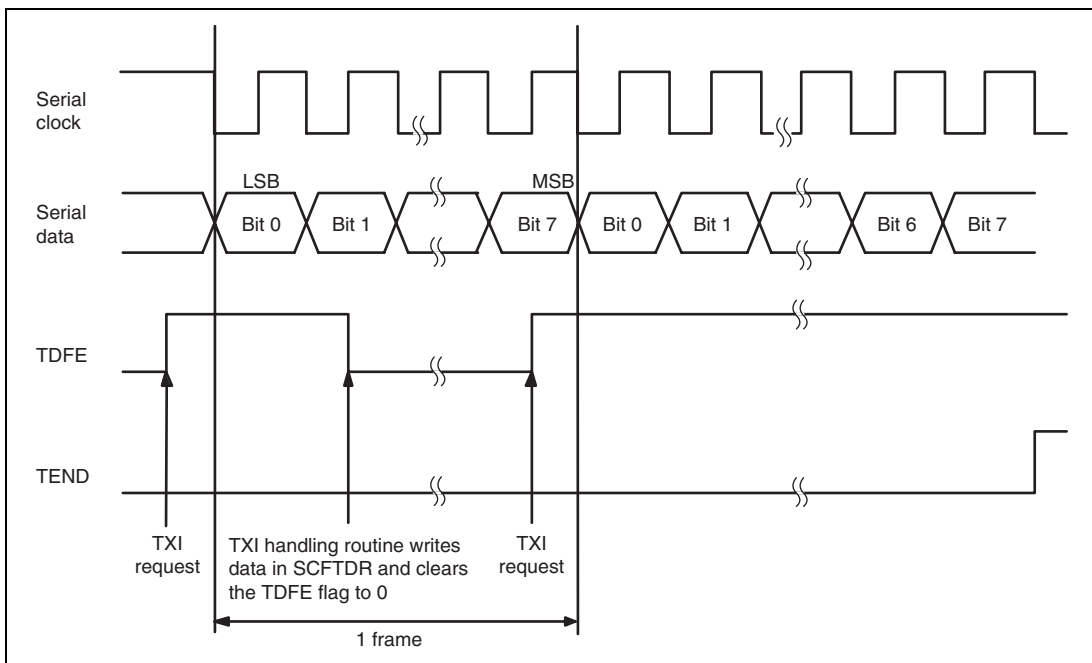 Serial
clock
LSB
MSB
Serial
data
Bit 0
Bit 1
Bit 7
Bit 0
Bit 1
Bit 6
Bit 7
TDFE
TEND
TXI
request
TXI handling routine writes
data in SCFTDR and clears
the TDFE flag to 0
TXI
request
1 frame